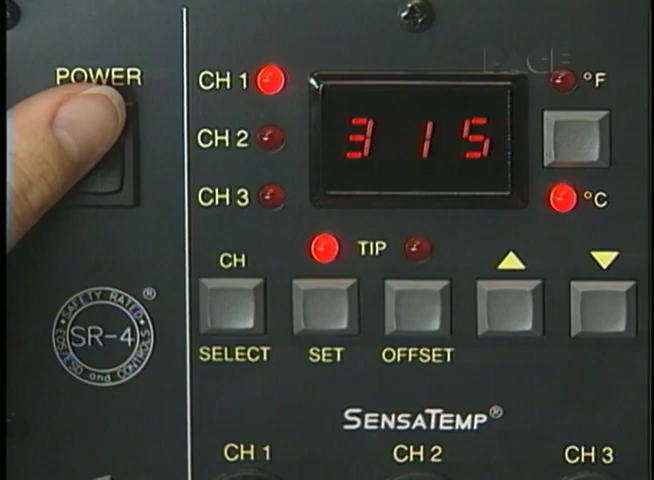 PACE
POWER
CH 1
°F
CH 2
315
CH 3
°C
TIP
CH
SELECT
SET
OFFSET
SAFETY RATED
SR-4
EOS/ESD and CONTROLS
®
SENSATEMP®
CH 1
CH 2
CH 3